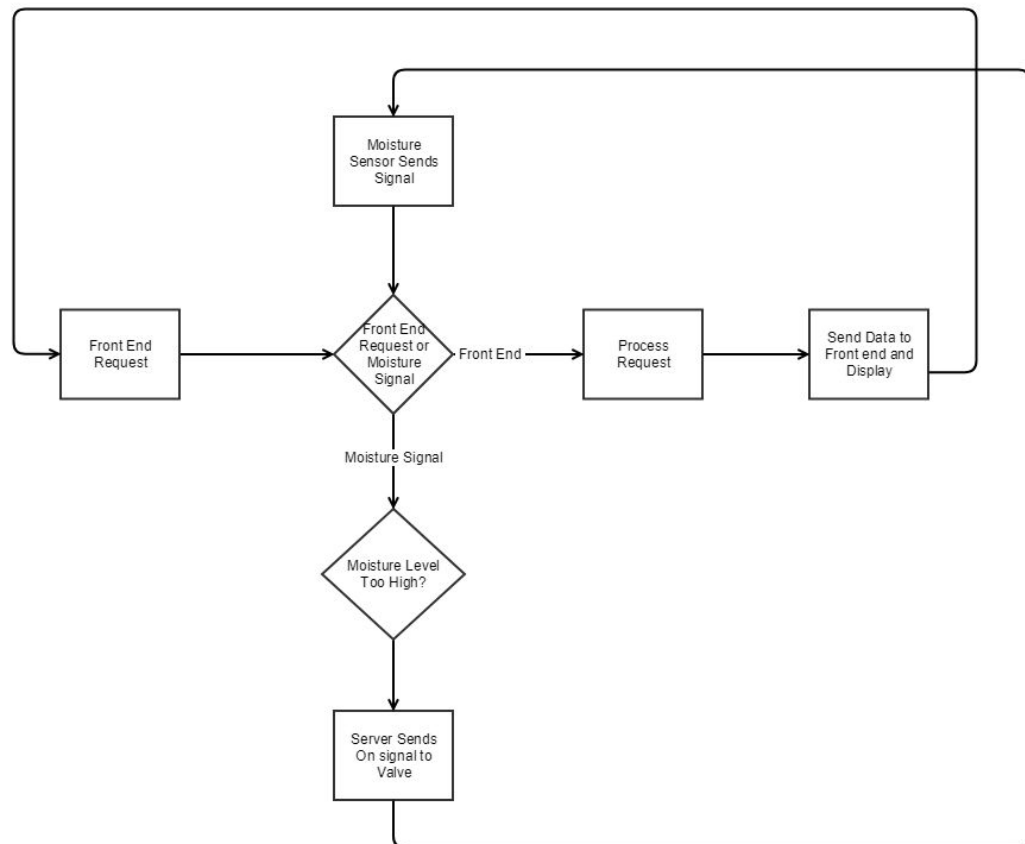 Moisture
Sensor Sends
Signal
Front End
Request
Front End
Request or
Moisture
Signal
Front End
Process
Request
Send Data to
Front end and
Display
Moisture Signal
Moisture Level
Too High?
Server Sends
On signal to
Valve